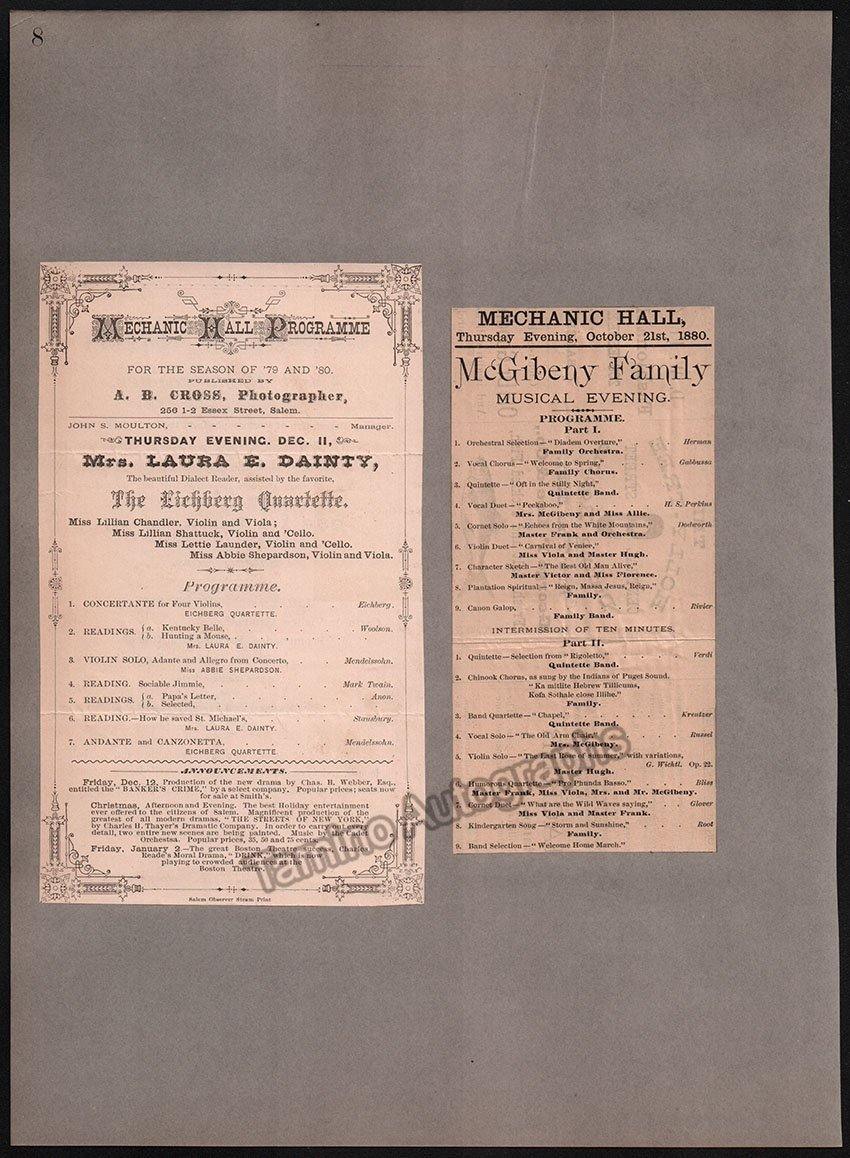 8
MECHANIC HALL PROGRAMME
FOR THE SEASON OF '79 AND '80.
PUBLISHED BY
A. B. CROSS, Photographer,
256 1-2 Essex Street, Salem.
JOHN S. MOULTON, - - - - - - - Manager.
THURSDAY EVENING. DEC. 11,
Mrs. LAURA E. DAINTY,
The beautiful Dialect Reader, assisted by the favorite,
The Eichberg Quartette.
Miss Lillian Chandler, Violin and Viola;
Miss Lillian Shattuck, Violin and 'Cello.
Miss Lettie Launder, Violin and 'Cello.
Miss Abbie Shepardson, Violin and Viola.
Programme.
1. CONCERTANTE for Four Violins, . . . . Eichberg.
EICHBERG QUARTETTE.
2. READINGS. { a. Kentucky Belle, . . . . Woolson.
b. Hunting a Mouse, . . . .
Mrs. LAURA E. DAINTY.
3. VIOLIN SOLO, Adante and Allegro from Concerto, Mendelssohn.
Miss ABBIE SHEPARDSON.
4. READING. Sociable Jimmie, . . . . Mark Twain.
5. READINGS. { a. Papa's Letter, . . . . Anon.
b. Selected,
6. READING.—How he saved St. Michael's, . . Stansbury.
Mrs. LAURA E. DAINTY.
7. ANDANTE and CANZONETTA, . . . Mendelssohn.
EICHBERG QUARTETTE.
ANNOUNCEMENTS.
Friday, Dec. 12, Production of the new drama by Chas. H. Webber, Esq.,
entitled the "BANKER'S CRIME," by a select company. Popular prices; seats now
for sale at Smith's.
Christmas, Afternoon and Evening. The best Holiday entertainment
ever offered to the citizens of Salem. Magnificent production of the
greatest of all modern dramas, "THE STREETS OF NEW YORK,"
by Charles H. Thayer's Dramatic Company. In order to carry out every
detail, two entire new scenes are being painted. Music by the Cadet
Orchestsa. Popular prices, 35, 50 and 75 cents.
Friday, January 2—The great Boston Theatre success, Charles
Reade's Moral Drama, "DRINK," which is now
playing to crowded audiences at the
Boston Theatre.
Salem Observer Steam Print
MECHANIC HALL,
Thursday Evening, October 21st, 1880.
McGibeny Family
MUSICAL EVENING.
PROGRAMME.
Part I.
1. Orchestral Selection—"Diadem Overture," . . . Herman
Family Orchestra.
2. Vocal Chorus—"Welcome to Spring," . . . Gabbussa
Family Chorus.
3. Quintette—"Oft in the Stilly Night,"
Quintette Band.
4. Vocal Duet—"Peekaboo," . . . . H. S. Perkins
Mrs. McGibeny and Miss Allie.
5. Cornet Solo—"Echoes from the White Mountains," Dodworth
Master Frank and Orchestra.
6. Violin Duet—"Carnival of Venice,"
Miss Viola and Master Hugh.
7. Character Sketch—"The Best Old Man Alive,"
Master Victor and Miss Florence.
8. Plantation Spiritual—"Reign, Massa Jesus, Reign,"
Family.
9. Canon Galop, . . . . . Rivier
Family Band.
INTERMISSION OF TEN MINUTES.
Part II.
1. Quintette—Selection from "Rigoletto," . . . Verdi
Quintette Band.
2. Chinook Chorus, as sung by the Indians of Puget Sound.
"Ka mitlite Hebrew Tillicums,
Kofa Sothale close Illihe."
Family.
3. Band Quartette—"Chapel," . . . . Kreutzer
Quintette Band.
4. Vocal Solo—"The Old Arm Chair," . . . Russel
Mrs. McGibeny.
5. Violin Solo—"The Last Rose of Summer," with variations,
G. Wichtl. Op. 22.
Master Hugh.
6. Humorous Quartette—"Pro Phunda Basso," . . Bliss
Master Frank, Miss Viola, Mrs. and Mr. McGibeny.
7. Cornet Duet—"What are the Wild Waves saying," . Glover
Miss Viola and Master Frank.
8. Kindergarten Song—"Storm and Sunshine," . . Root
Family.
9. Band Selection—"Welcome Home March."
Tamino Autographs